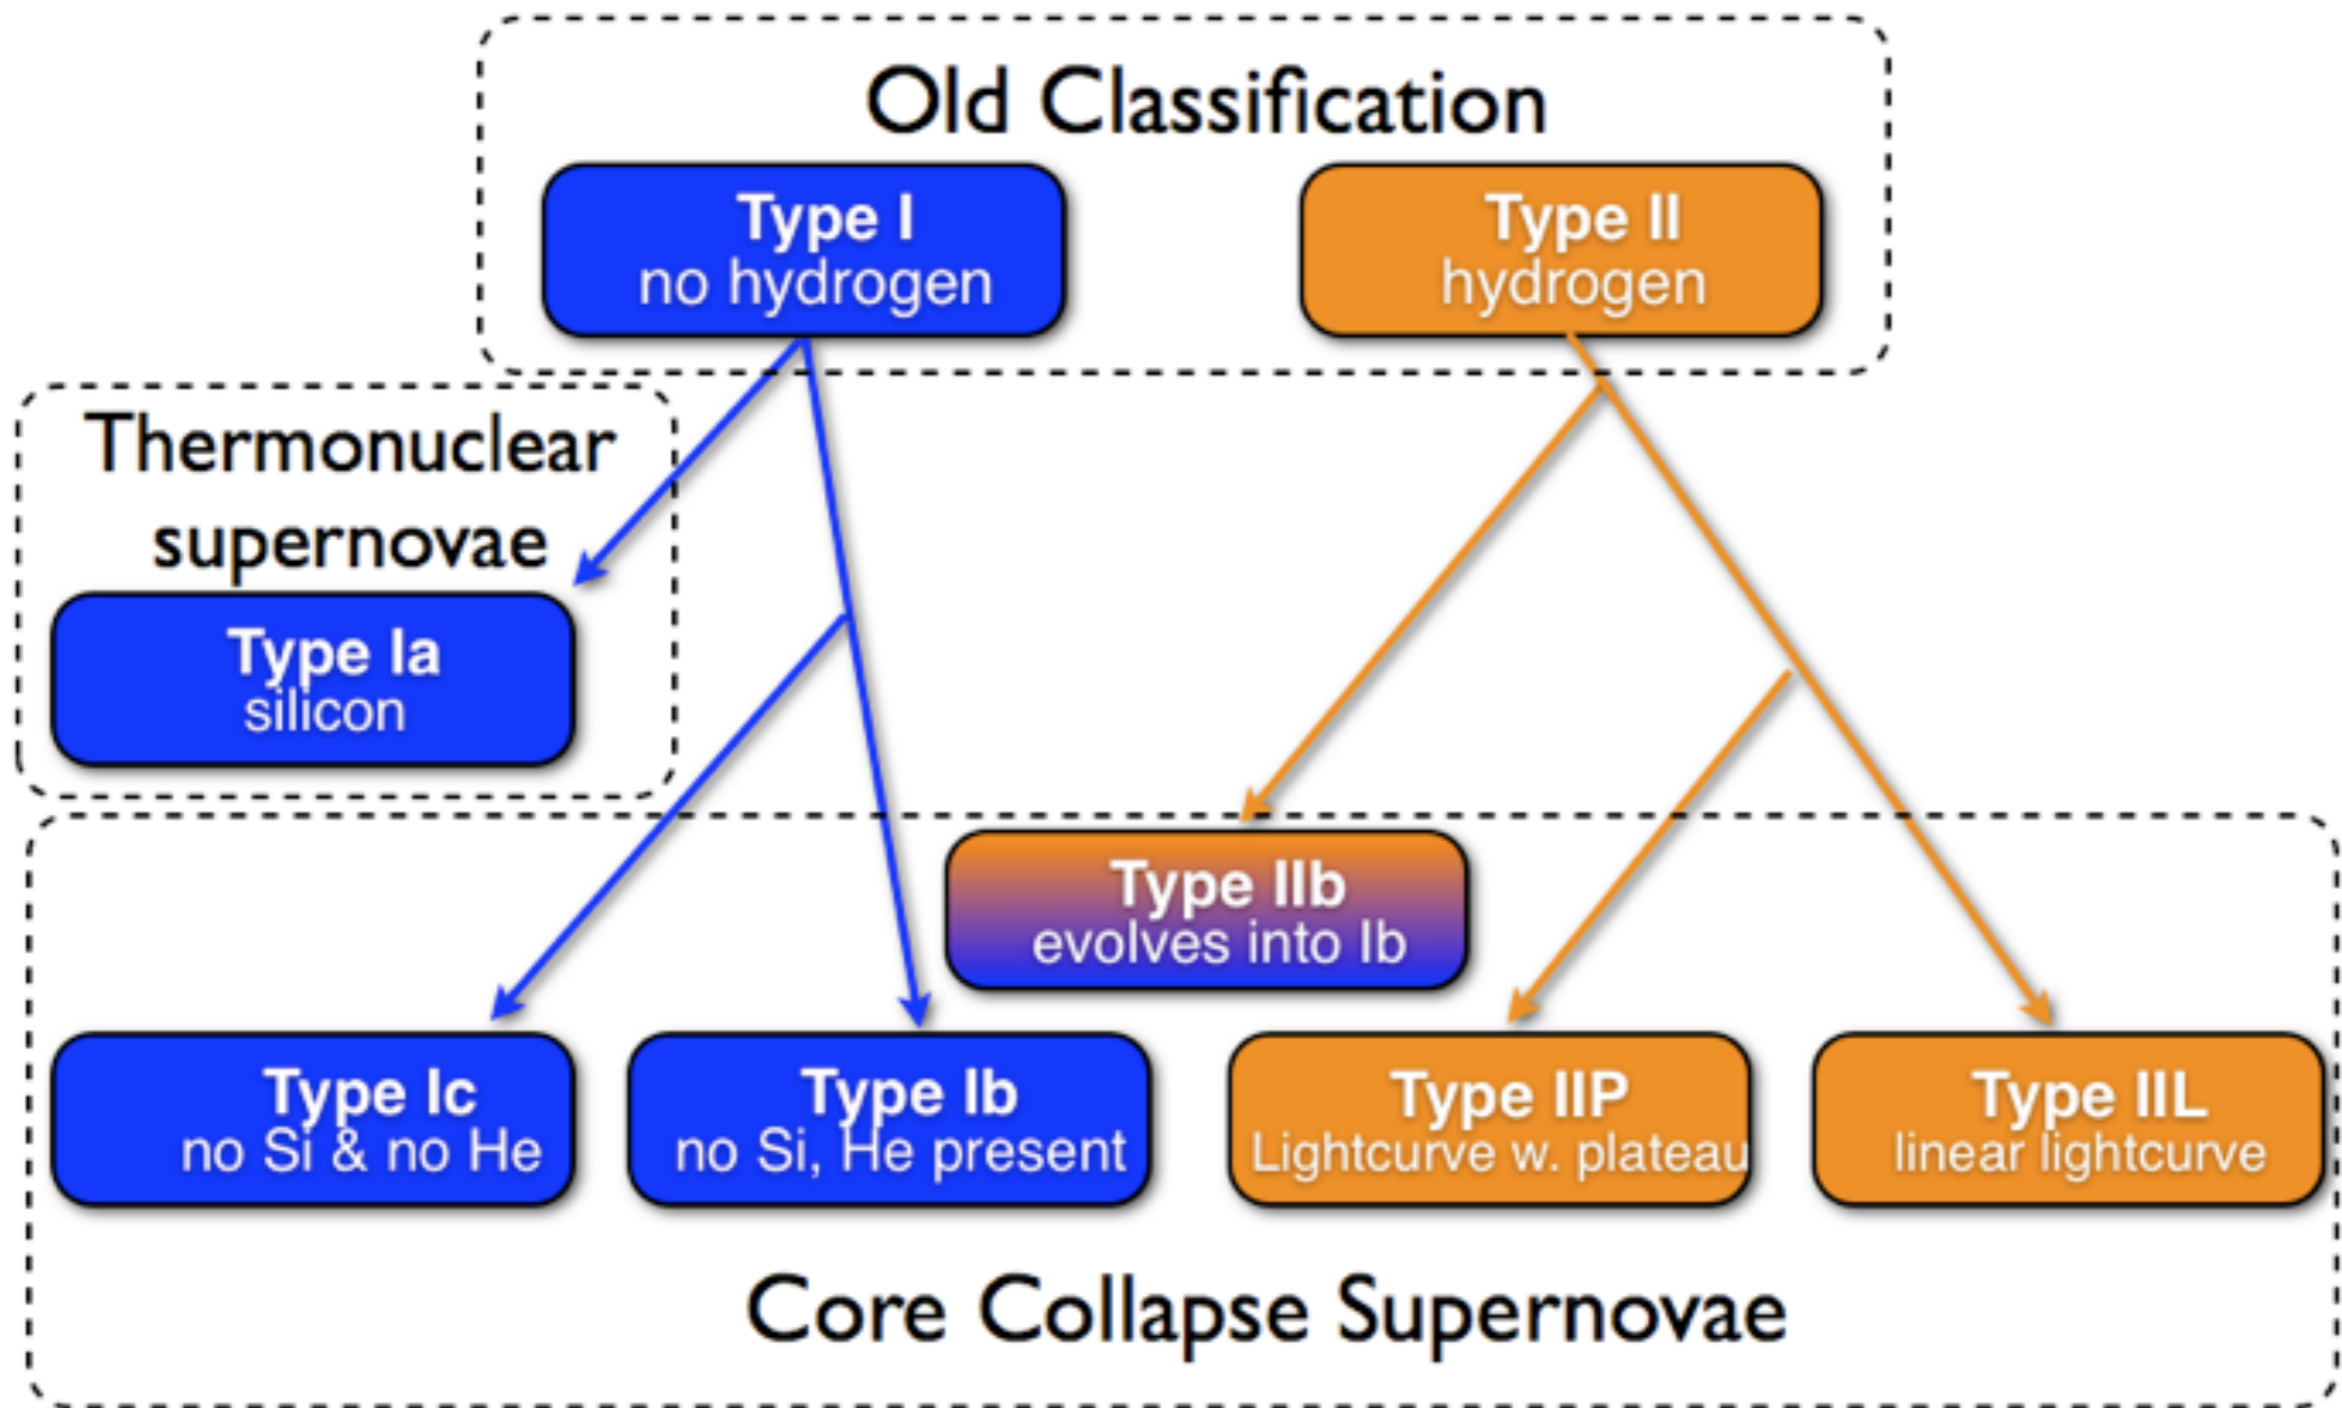 Old Classification
Type I
no hydrogen
Type II
hydrogen
Thermonuclear
supernovae
Type Ia
silicon
Type IIb
evolves into Ib
Type Ic
no Si & no He
Type Ib
no Si, He present
Type IIP
Lightcurve w. plateau
Type IIL
linear lightcurve
Core Collapse Supernovae